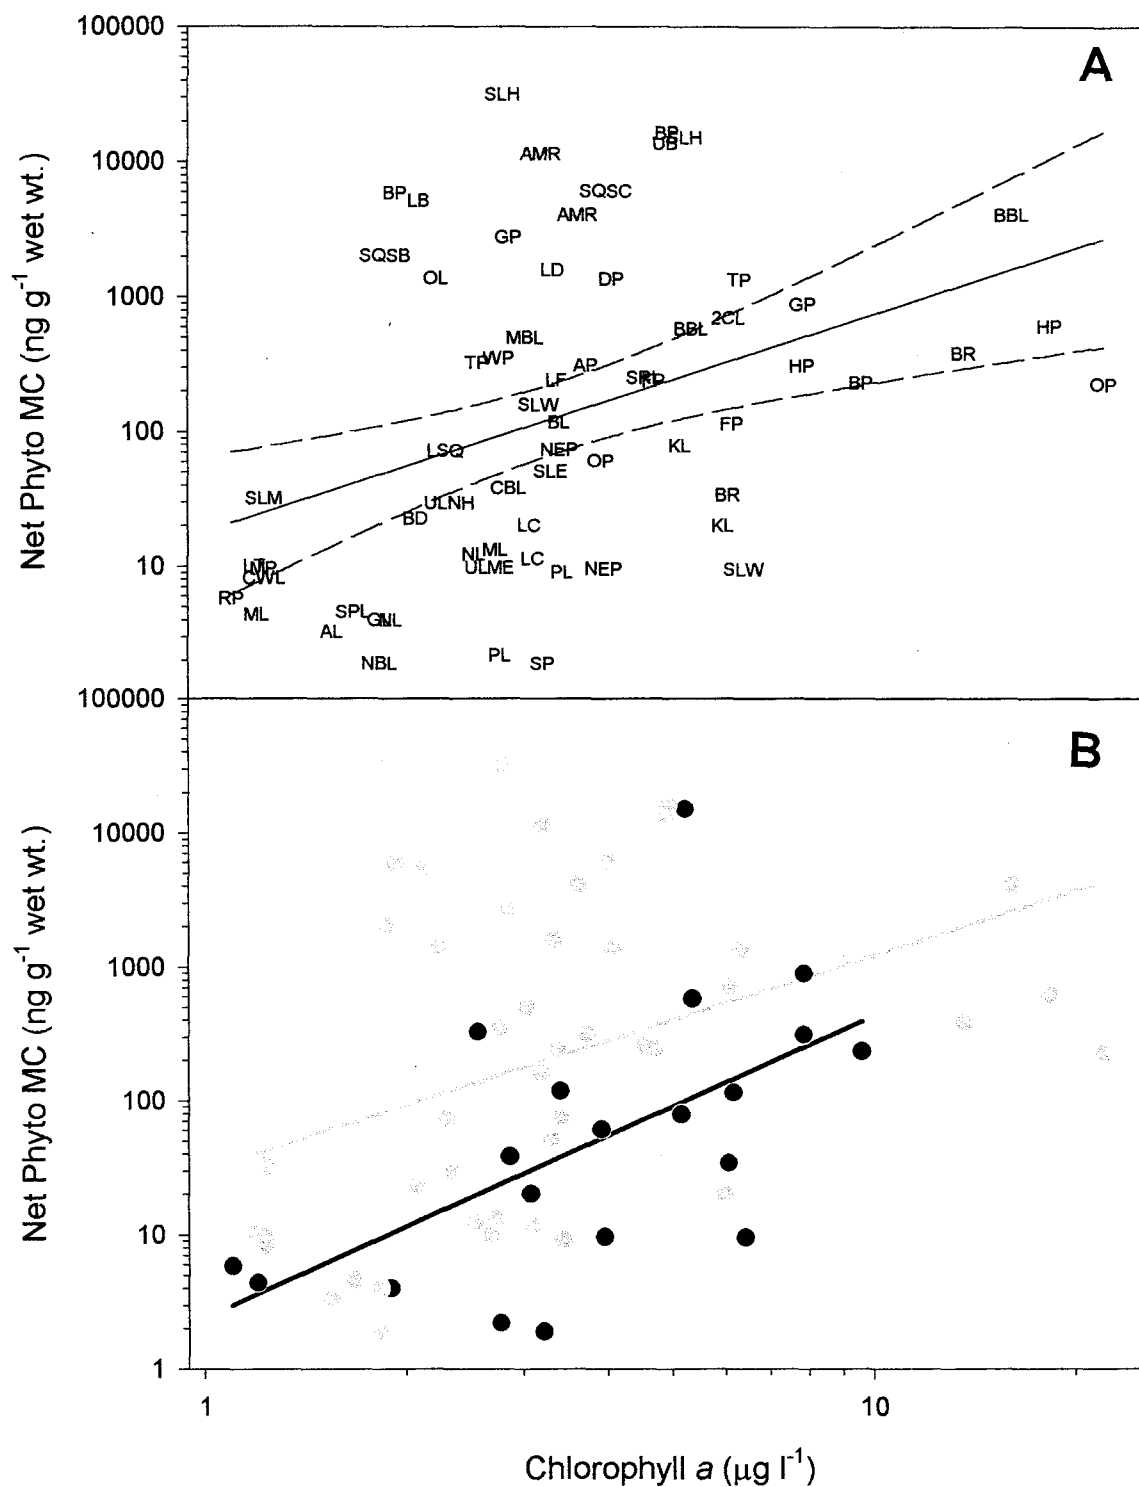 100000
A
SLH
BP
SLH
UB
AMR
10000
BP
LB
SQSC
AMR
GP
BBL
SQSB
LD
OL
DP
TP
1000
GP
2CL
BBL
HP
MBL
WP
TP
AP
BR
HP
LF
SPL
BP
OP
SLW
BL
FP
100
LSQ
NEP
KL
OP
SLE
SLM
CBL
ULNH
BR
BD
LC
KL
NL
ML
LC
10
CWL
ULME
PL
NEP
SLW
RP
ML
SPL
GL
NL
AL
NBL
PL
SP
Net Phyto MC (ng g-1 wet wt.)
100000
B
10000
1000
100
10
1
Net Phyto MC (ng g-1 wet wt.)
1
10
Chlorophyll a (µg l-1)